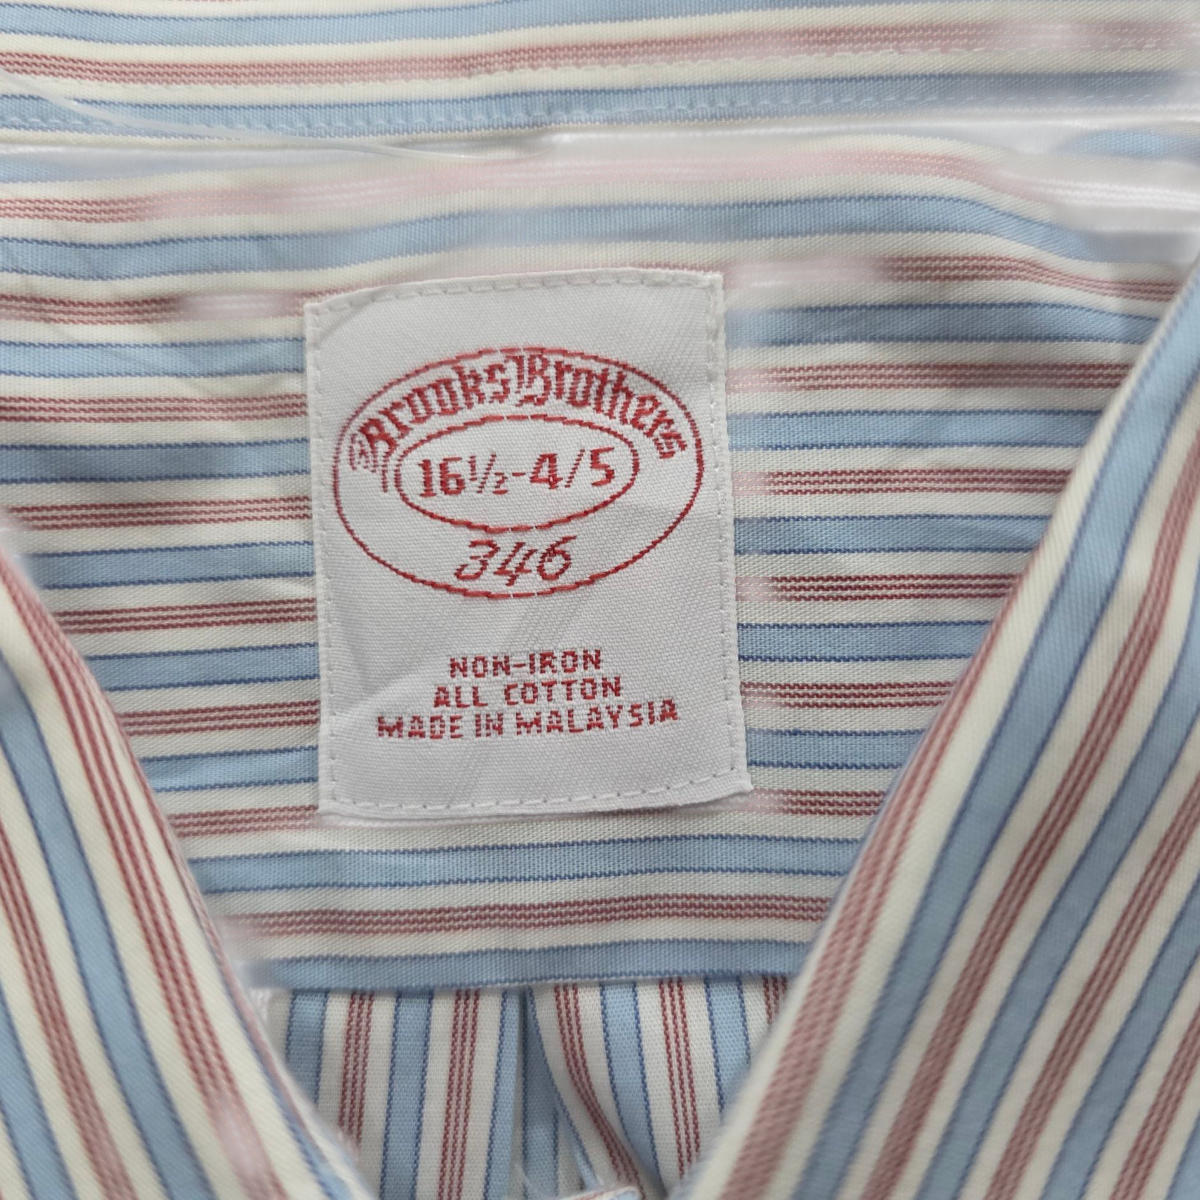 Brooks Brothers
16½-4/5
346
NON-IRON
ALL COTTON
MADE IN MALAYSIA